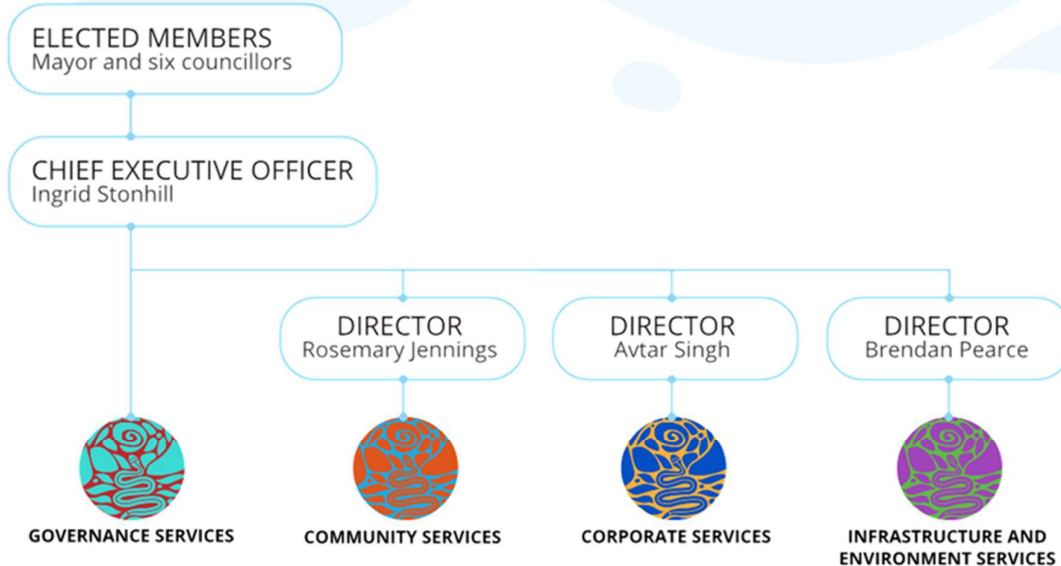 ELECTED MEMBERS
Mayor and six councillors
CHIEF EXECUTIVE OFFICER
Ingrid Stonhill
DIRECTOR
Rosemary Jennings
DIRECTOR
Avtar Singh
DIRECTOR
Brendan Pearce
GOVERNANCE SERVICES
COMMUNITY SERVICES
CORPORATE SERVICES
INFRASTRUCTURE AND
ENVIRONMENT SERVICES